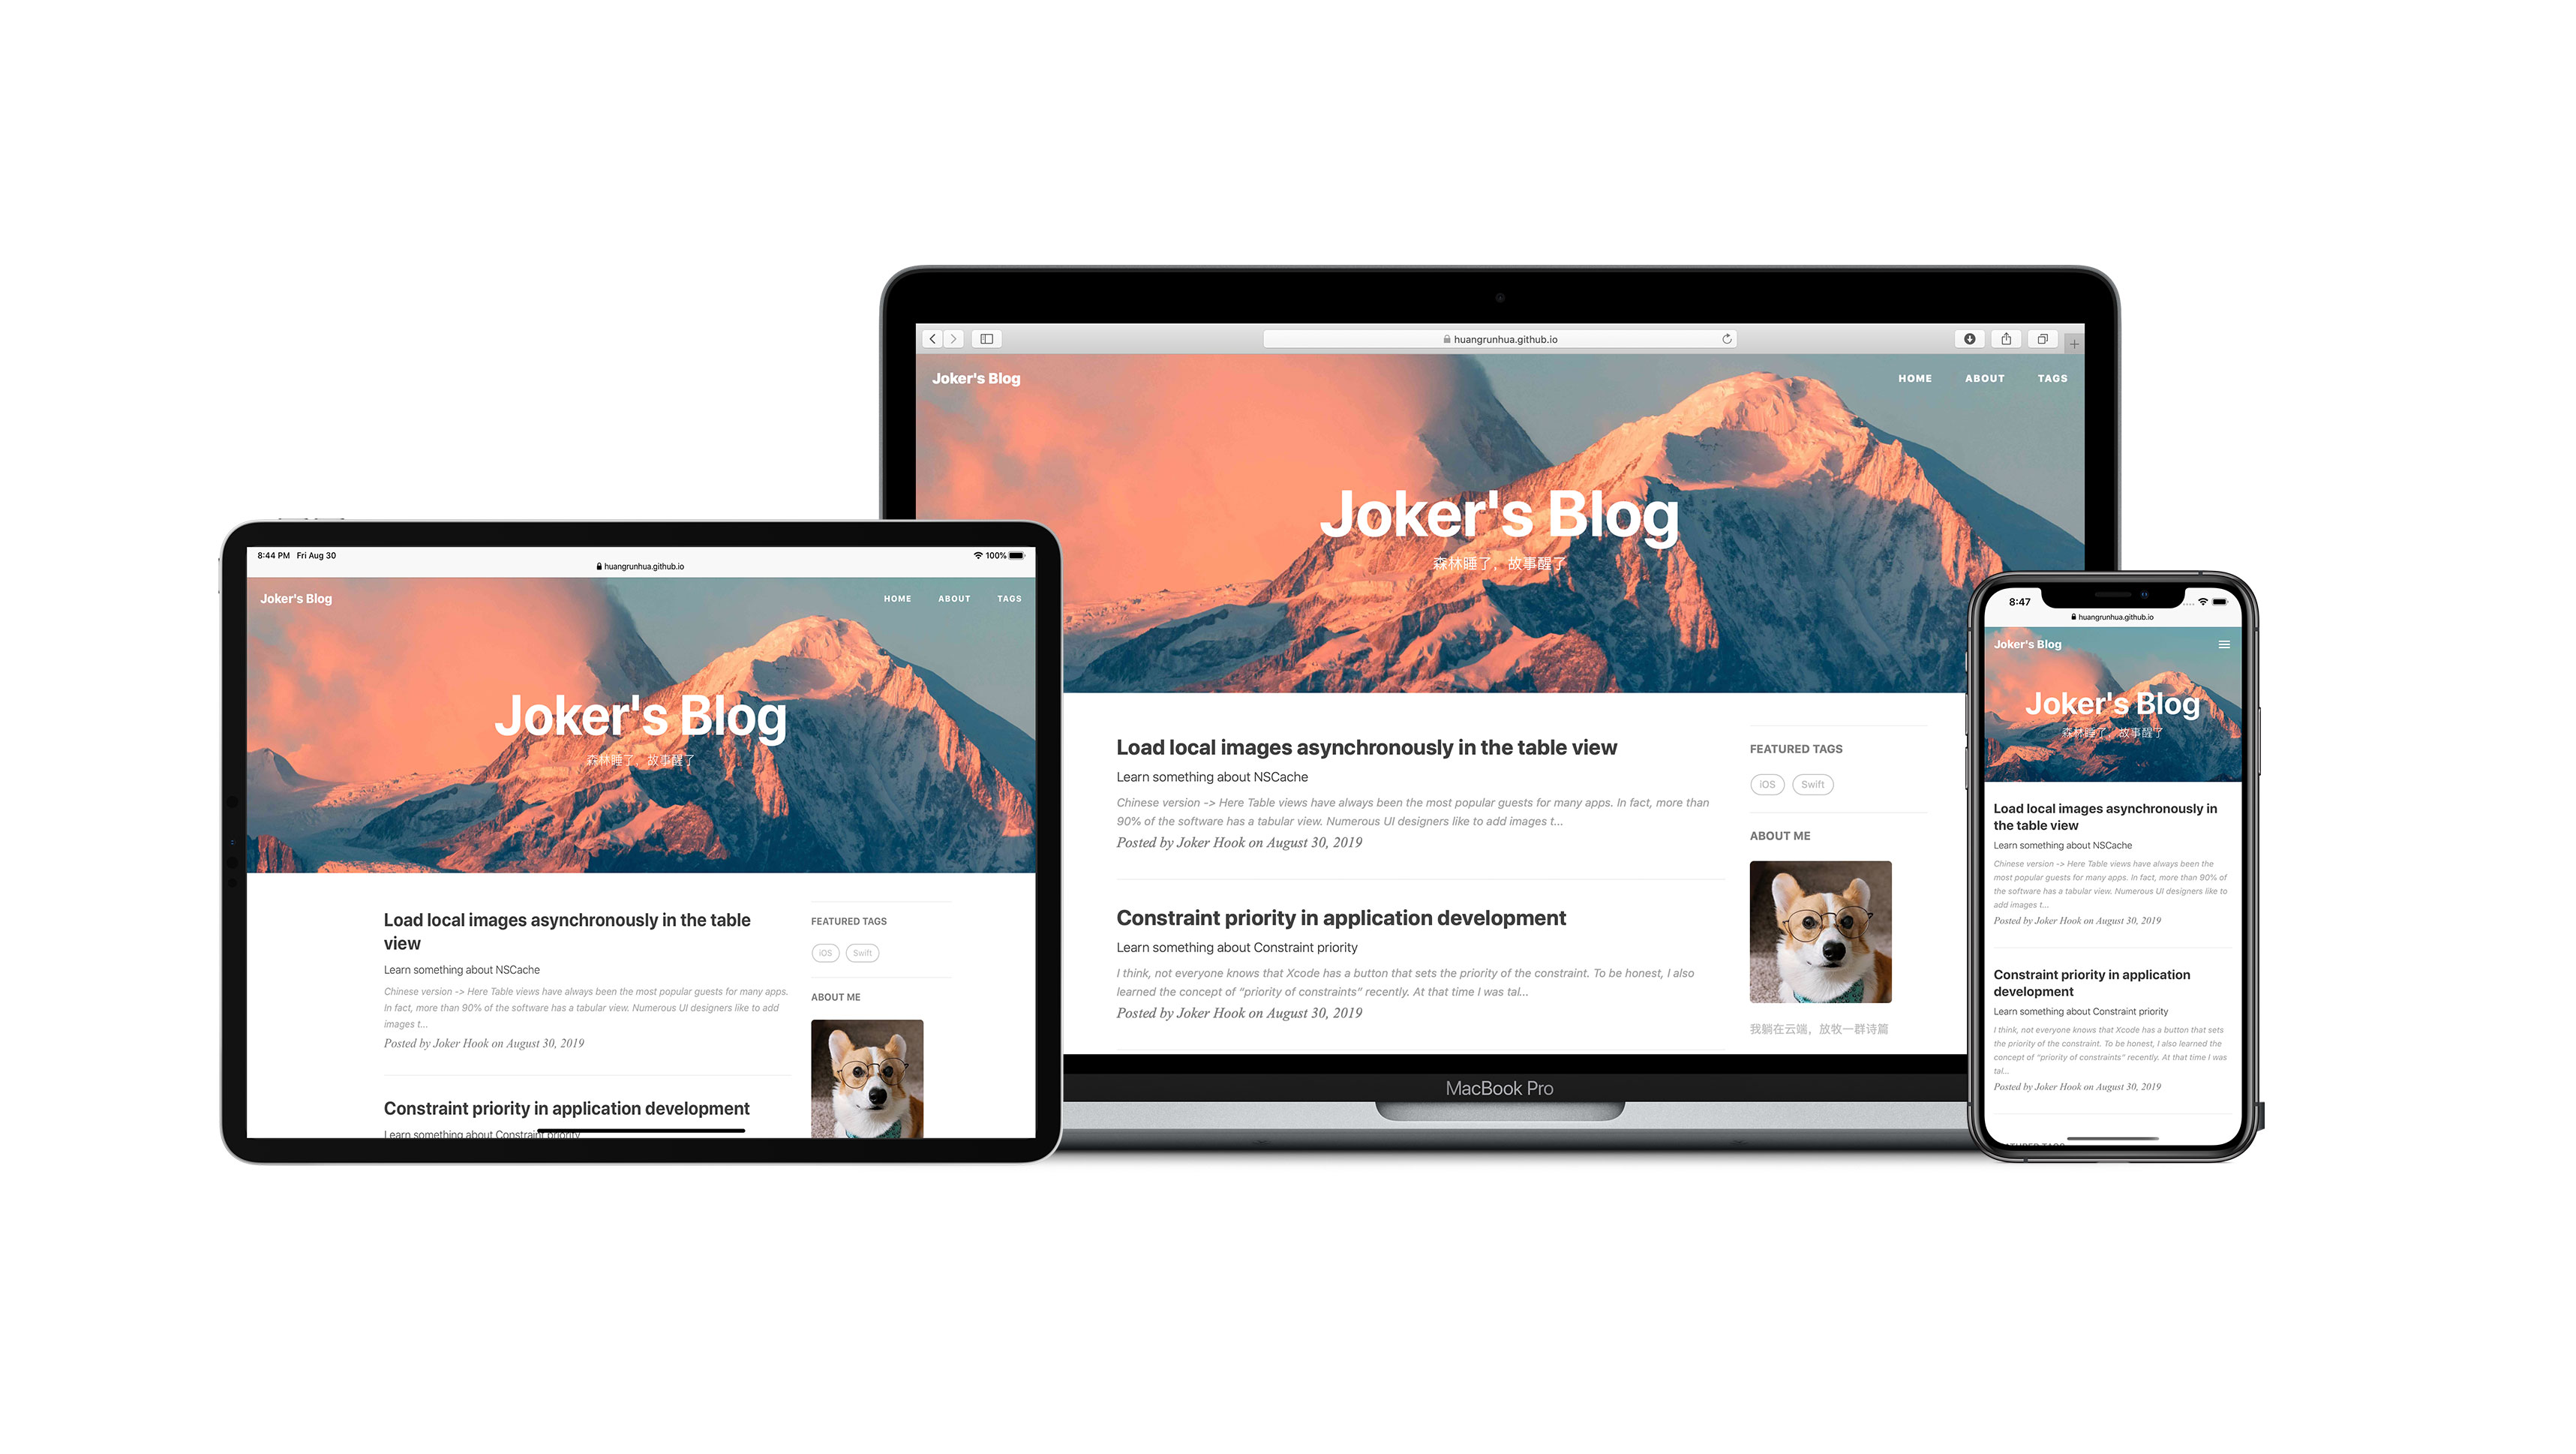 huangrunhua.github.io
Joker's Blog
HOME ABOUT TAGS
Joker's Blog
森林睡了，故事醒了
Load local images asynchronously in the table view
Learn something about NSCache
Chinese version -> Here Table views have always been the most popular guests for many apps. In fact, more than
90% of the software has a tabular view. Numerous UI designers like to add images t...
Posted by Joker Hook on August 30, 2019
Constraint priority in application development
Learn something about Constraint priority
I think, not everyone knows that Xcode has a button that sets the priority of the constraint. To be honest, I also
learned the concept of “priority of constraints” recently. At that time I was tal...
Posted by Joker Hook on August 30, 2019
FEATURED TAGS
iOS Swift
ABOUT ME
我躺在云端，放牧一群诗篇
MacBook Pro
8:44 PM Fri Aug 30
100%
huangrunhua.github.io
Joker's Blog
HOME ABOUT TAGS
Joker's Blog
森林睡了，故事醒了
Load local images asynchronously in the table
view
Learn something about NSCache
Chinese version -> Here Table views have always been the most popular guests for many apps.
In fact, more than 90% of the software has a tabular view. Numerous UI designers like to add
images t...
Posted by Joker Hook on August 30, 2019
Constraint priority in application development
Learn something about Constraint priority
FEATURED TAGS
iOS Swift
ABOUT ME
8:47
huangrunhua.github.io
Joker's Blog
Joker's Blog
森林睡了，故事醒了
Load local images asynchronously in
the table view
Learn something about NSCache
Chinese version -> Here Table views have always been the
most popular guests for many apps. In fact, more than 90% of
the software has a tabular view. Numerous UI designers like to
add images t...
Posted by Joker Hook on August 30, 2019
Constraint priority in application
development
Learn something about Constraint priority
I think, not everyone knows that Xcode has a button that sets
the priority of the constraint. To be honest, I also learned the
concept of “priority of constraints” recently. At that time I was
tal...
Posted by Joker Hook on August 30, 2019